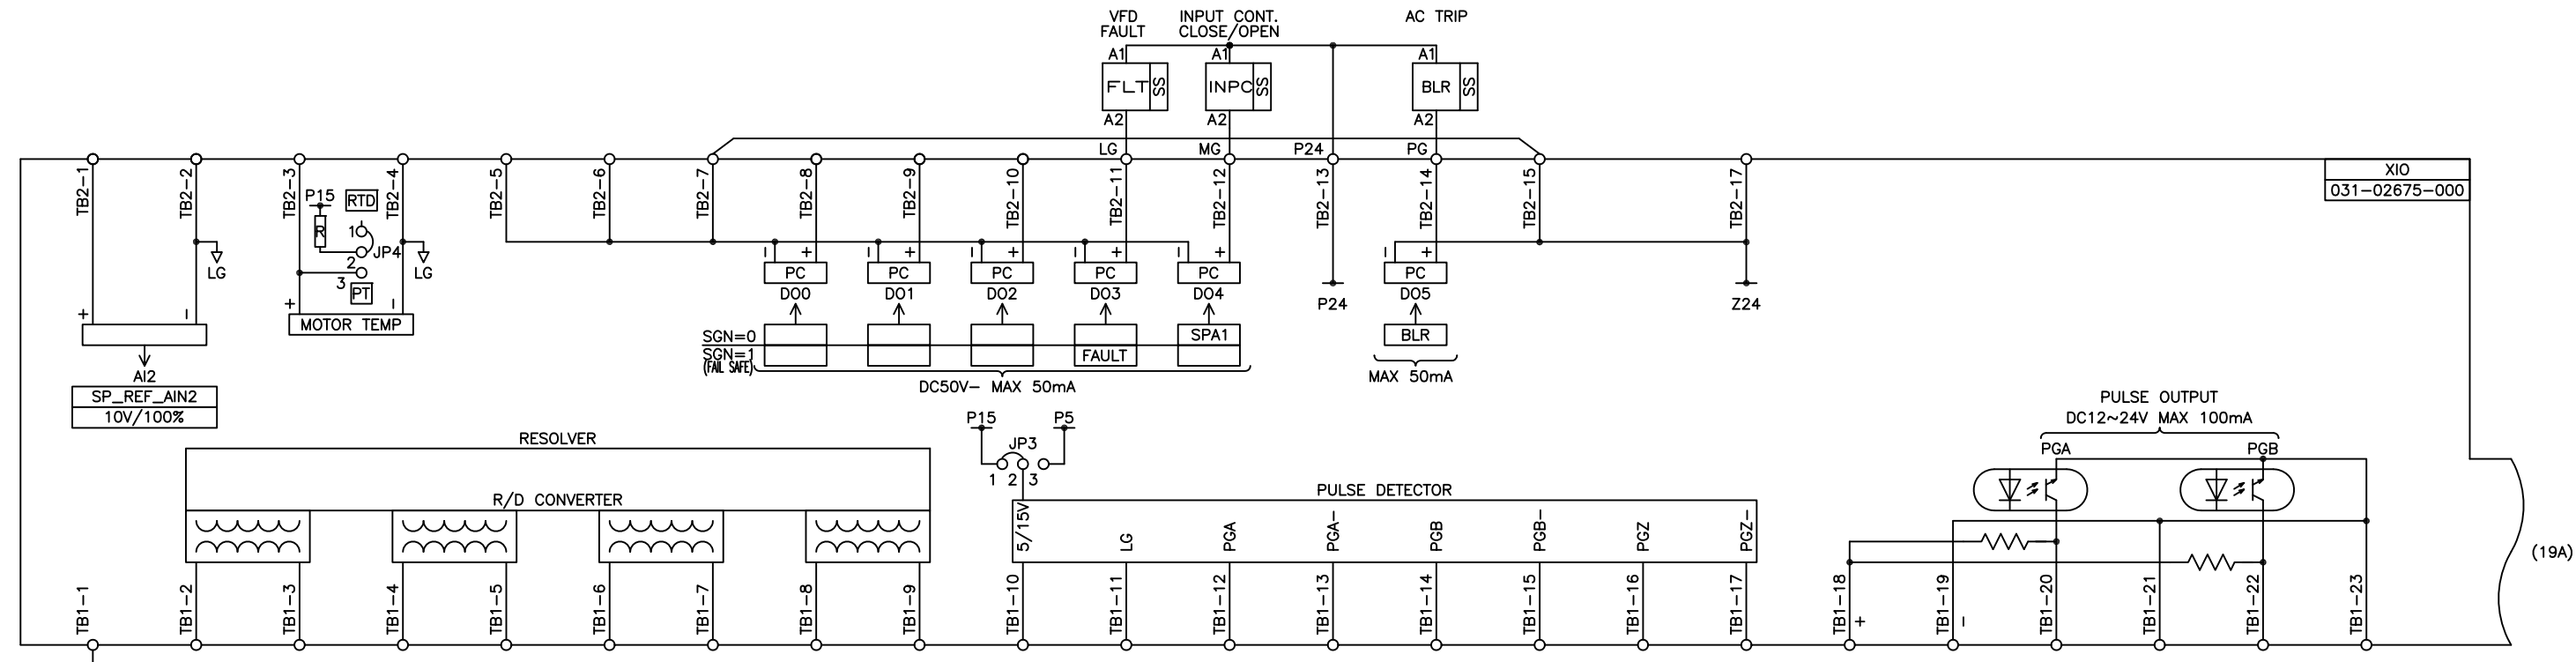 VFD
FAULT
INPUT CONT.
CLOSE/OPEN
AC TRIP
A1
A1
A1
FLT
SS
INPC
SS
BLR
SS
A2
A2
A2
LG
MG
P24
PG
TB2-1
TB2-2
TB2-3
TB2-4
TB2-5
TB2-6
TB2-7
TB2-8
TB2-9
TB2-10
TB2-11
TB2-12
TB2-13
TB2-14
TB2-15
TB2-17
XIO
031-02675-000
P15
RTD
R
1
JP4
2
3
PT
LG
LG
+
-
+
-
MOTOR TEMP
- +
- +
- +
- +
- +
- +
PC
PC
PC
PC
PC
PC
DO0
DO1
DO2
DO3
DO4
P24
DO5
Z24
SGN=0
SPA1
BLR
SGN=1
(FAIL SAFE)
FAULT
DC50V- MAX 50mA
MAX 50mA
AI2
SP_REF_AIN2
10V/100%
P15
P5
JP3
1 2 3
PULSE OUTPUT
DC12~24V MAX 100mA
PGA
PGB
RESOLVER
R/D CONVERTER
PULSE DETECTOR
5/15V
LG
PGA
PGA-
PGB
PGB-
PGZ
PGZ-
(19A)
TB1-1
TB1-2
TB1-3
TB1-4
TB1-5
TB1-6
TB1-7
TB1-8
TB1-9
TB1-10
TB1-11
TB1-12
TB1-13
TB1-14
TB1-15
TB1-16
TB1-17
TB1-18
+
TB1-19
-
TB1-20
TB1-21
TB1-22
TB1-23